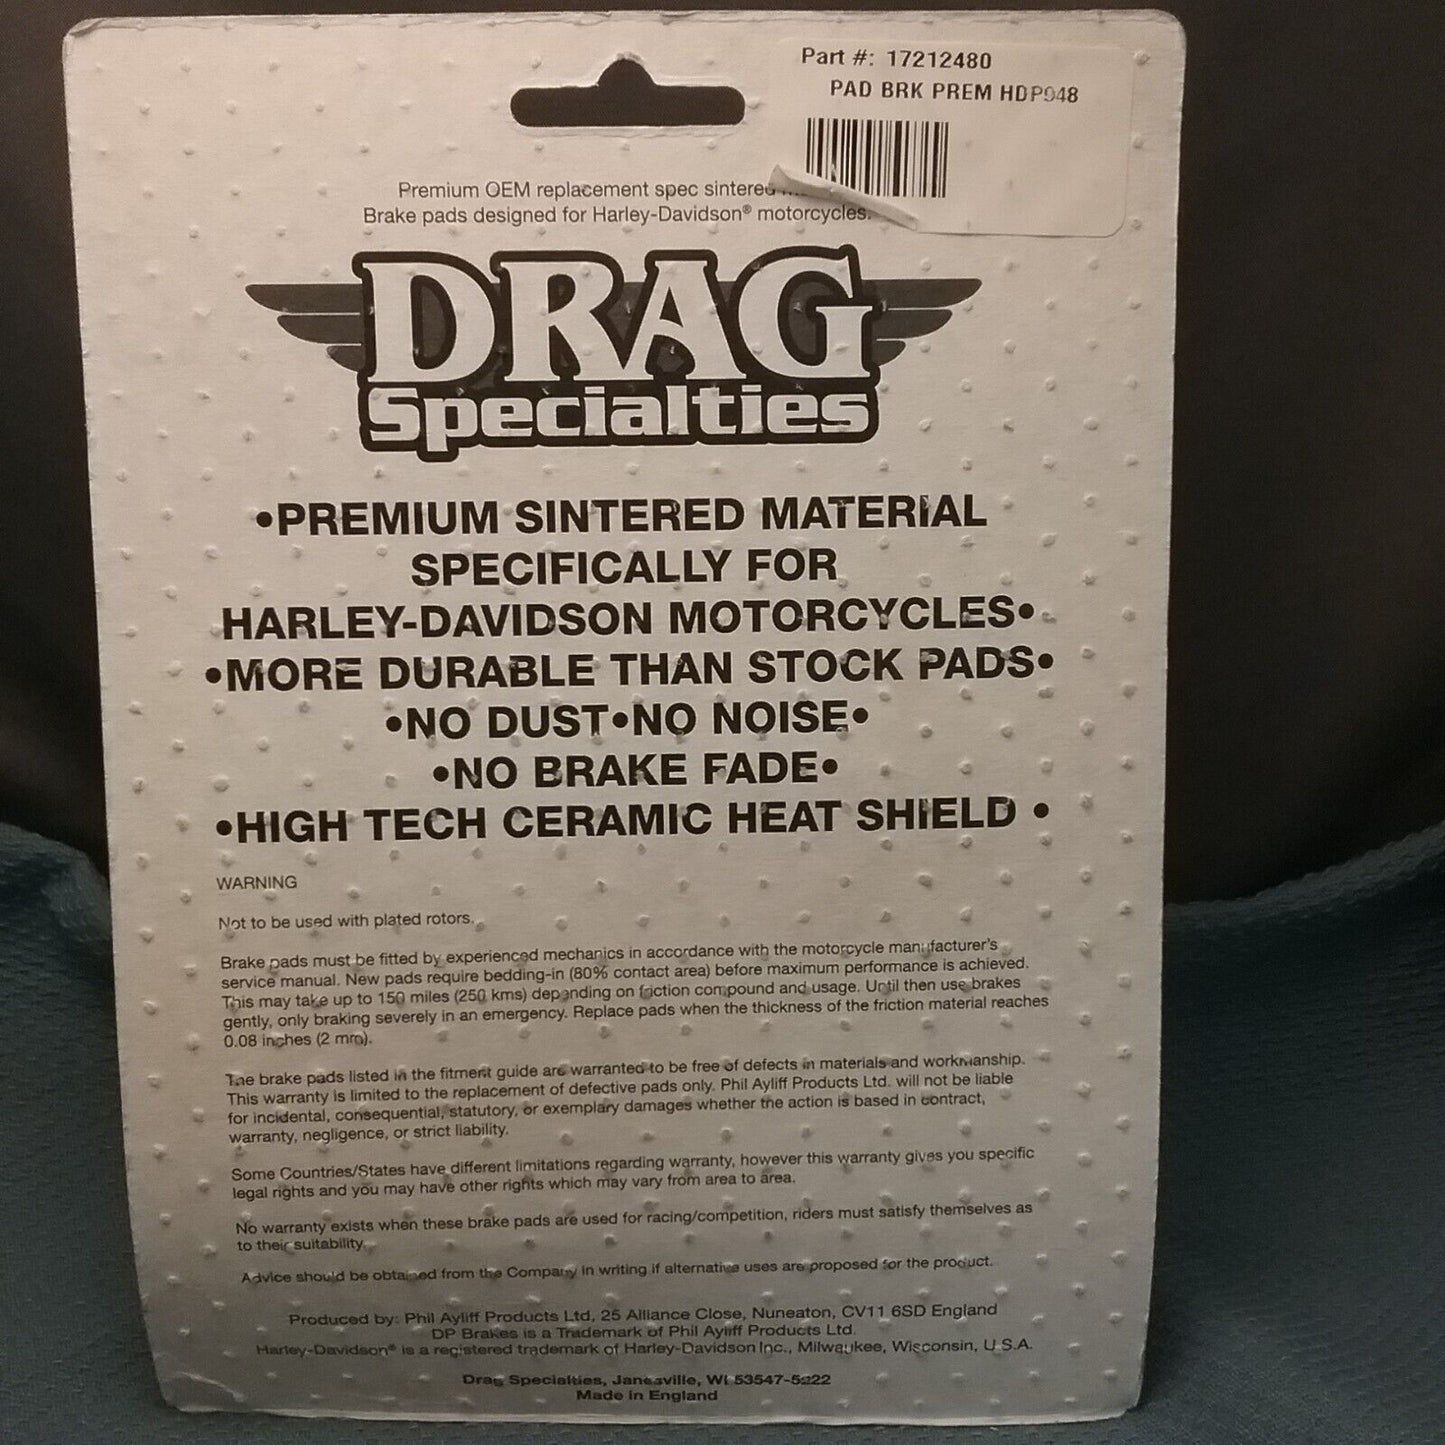 Part #: 17212480
PAD BRK PREM HDP948
Premium OEM replacement spec sintered
Brake pads designed for Harley-Davidson® motorcycles.
DRAG
Specialties
•PREMIUM SINTERED MATERIAL
SPECIFICALLY FOR
HARLEY-DAVIDSON MOTORCYCLES•
•MORE DURABLE THAN STOCK PADS•
•NO DUST•NO NOISE•
•NO BRAKE FADE•
•HIGH TECH CERAMIC HEAT SHIELD •
WARNING
Not to be used with plated rotors.
Brake pads must be fitted by experienced mechanics in accordance with the motorcycle manufacturer's
service manual. New pads require bedding-in (80% contact area) before maximum performance is achieved.
This may take up to 150 miles (250 kms) depending on friction compound and usage. Until then use brakes
gently, only braking severely in an emergency. Replace pads when the thickness of the friction material reaches
0.08 inches (2 mm).
The brake pads listed in the fitment guide are warranted to be free of defects in materials and workmanship.
This warranty is limited to the replacement of defective pads only. Phil Ayliff Products Ltd. will not be liable
for incidental, consequential, statutory, or exemplary damages whether the action is based in contract,
warranty, negligence, or strict liability.
Some Countries/States have different limitations regarding warranty, however this warranty gives you specific
legal rights and you may have other rights which may vary from area to area.
No warranty exists when these brake pads are used for racing/competition, riders must satisfy themselves as
to their suitability.
Advice should be obtained from the Company in writing if alternative uses are proposed for the product.
Produced by: Phil Ayliff Products Ltd, 25 Alliance Close, Nuneaton, CV11 6SD England
DP Brakes is a Trademark of Phil Ayliff Products Ltd.
Harley-Davidson® is a registered trademark of Harley-Davidson Inc., Milwaukee, Wisconsin, U.S.A.
Drag Specialties, Janesville, WI 53547-5222
Made in England